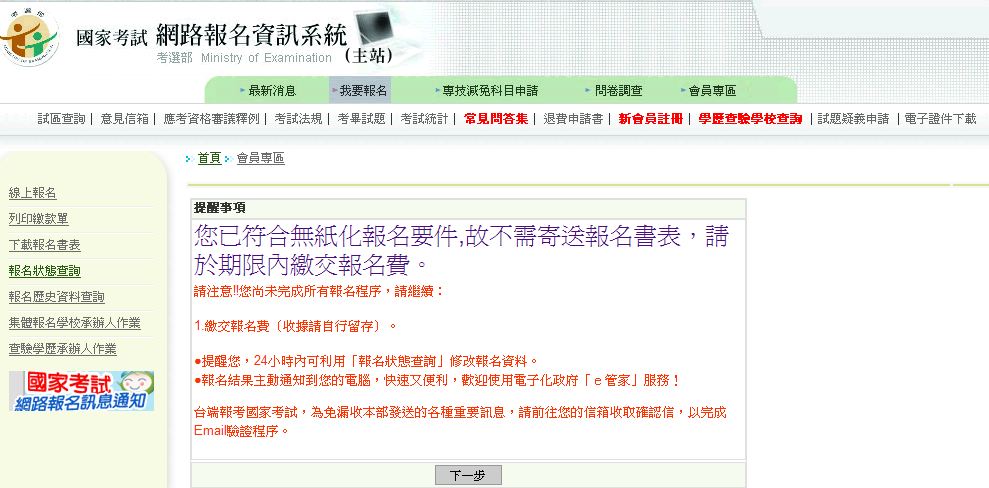 國家考試 網路報名資訊系統
考選部 Ministry of Examination (主站)
最新消息 我要報名 專技減免科目申請 問卷調查 會員專區
試區查詢 | 意見信箱 | 應考資格審議釋例 | 考試法規 | 考畢試題 | 考試統計 | 常見問答集 | 退費申請書 | 新會員註冊 | 學歷查驗學校查詢 | 試題疑義申請 | 電子證件下載
首頁 會員專區
線上報名
列印繳款單
下載報名書表
報名狀態查詢
報名歷史資料查詢
集體報名學校承辦人作業
查驗學歷承辦人作業
國家考試
網路報名訊息通知
提醒事項
您已符合無紙化報名要件,故不需寄送報名書表，請
於期限內繳交報名費。
請注意!!您尚未完成所有報名程序，請繼續：
1.繳交報名費〔收據請自行留存〕。
●提醒您，24小時內可利用「報名狀態查詢」修改報名資料。
●報名結果主動通知到您的電腦，快速又便利，歡迎使用電子化政府「ｅ管家」服務！
台端報考國家考試，為免漏收本部發送的各種重要訊息，請前往您的信箱收取確認信，以完成
Email驗證程序。
下一步